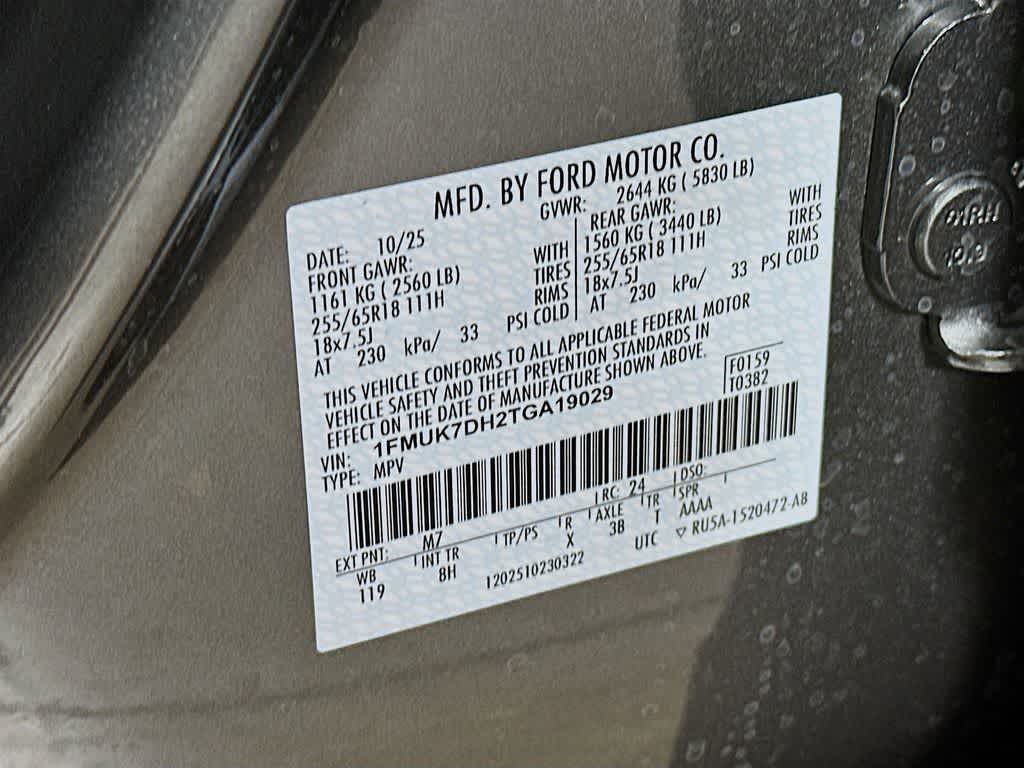 MFD. BY FORD MOTOR CO.
DATE: 10/25
GVWR: 2644 KG ( 5830 LB)
FRONT GAWR:
1161 KG ( 2560 LB) WITH
255/65R18 111H TIRES
18x7.5J RIMS
AT 230 kPa/ 33 PSI COLD
REAR GAWR:
1560 KG ( 3440 LB) WITH
255/65R18 111H TIRES
18x7.5J RIMS
AT 230 kPa/ 33 PSI COLD
THIS VEHICLE CONFORMS TO ALL APPLICABLE FEDERAL MOTOR
VEHICLE SAFETY AND THEFT PREVENTION STANDARDS IN
EFFECT ON THE DATE OF MANUFACTURE SHOWN ABOVE.
VIN: 1FMUK7DH2TGA19029
TYPE: MPV
F0159
T0382
EXT PNT: M7 RC: 24 DSO:
WB INT TR TP/PS R AXLE TR SPR
119 8H X 3B T AAAA
1202510230322 UTC ▽ RU5A-1520472-AB